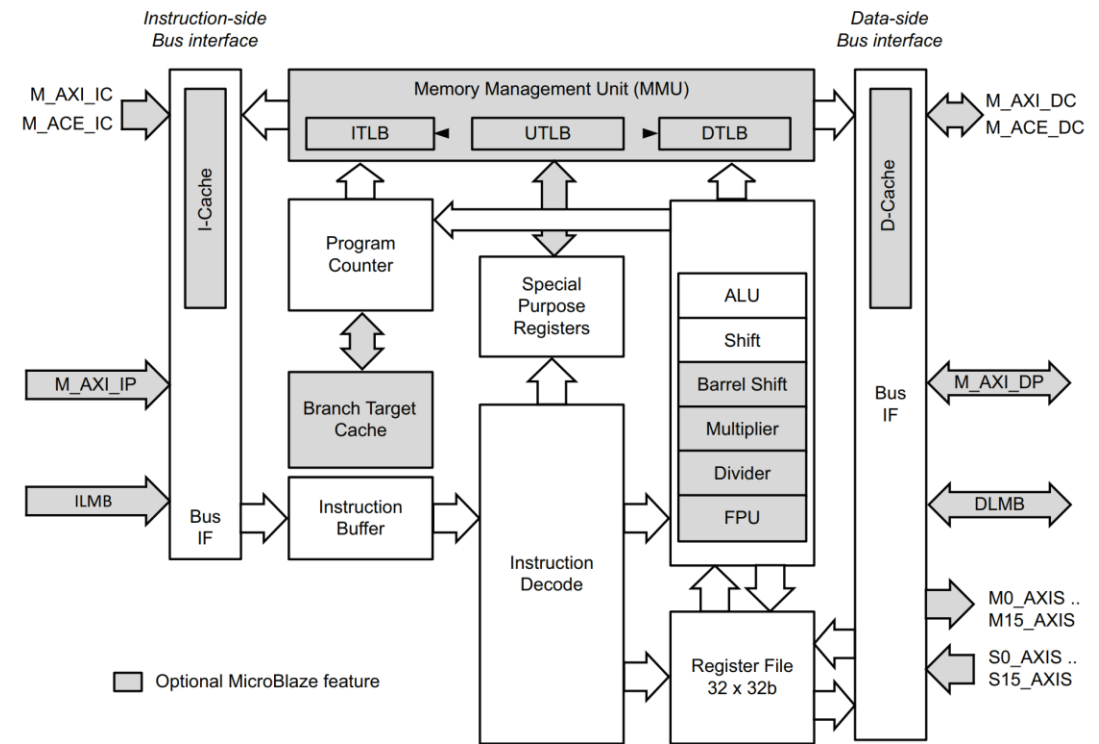 Instruction-side
Bus interface
Data-side
Bus interface
M_AXI_IC
M_ACE_IC
I-Cache
Memory Management Unit (MMU)
ITLB
UTLB
DTLB
D-Cache
M_AXI_DC
M_ACE_DC
Program
Counter
Special
Purpose
Registers
ALU
Shift
Barrel Shift
Multiplier
Divider
FPU
M_AXI_IP
Branch Target
Cache
Bus
IF
M_AXI_DP
ILMB
Bus
IF
Instruction
Buffer
Instruction
Decode
DLMB
M0_AXIS ..
M15_AXIS
Register File
32 x 32b
S0_AXIS ..
S15_AXIS
Optional MicroBlaze feature